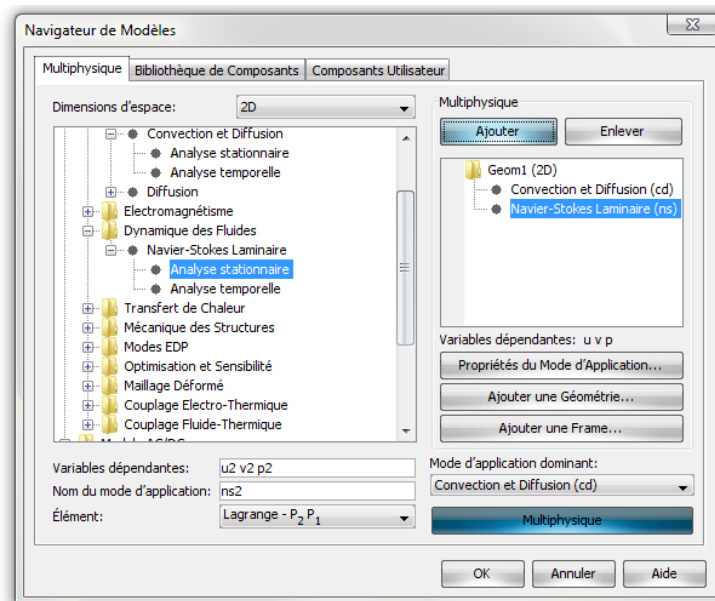 Navigateur de Modèles
Multiphysique
Bibliothèque de Composants
Composants Utilisateur
Dimensions d'espace:
2D
Convection et Diffusion
Analyse stationnaire
Analyse temporelle
Diffusion
Electromagnétisme
Dynamique des Fluides
Navier-Stokes Laminaire
Analyse stationnaire
Analyse temporelle
Transfert de Chaleur
Mécanique des Structures
Modes EDP
Optimisation et Sensibilité
Maillage Déformé
Couplage Electro-Thermique
Couplage Fluide-Thermique
Variables dépendantes:
u2 v2 p2
Nom du mode d'application:
ns2
Élément:
Lagrange - P₂ P₁
Multiphysique
Ajouter
Enlever
Geom1 (2D)
Convection et Diffusion (cd)
Navier-Stokes Laminaire (ns)
Variables dépendantes: u v p
Propriétés du Mode d'Application...
Ajouter une Géométrie...
Ajouter une Frame...
Mode d'application dominant:
Convection et Diffusion (cd)
Multiphysique
OK
Annuler
Aide